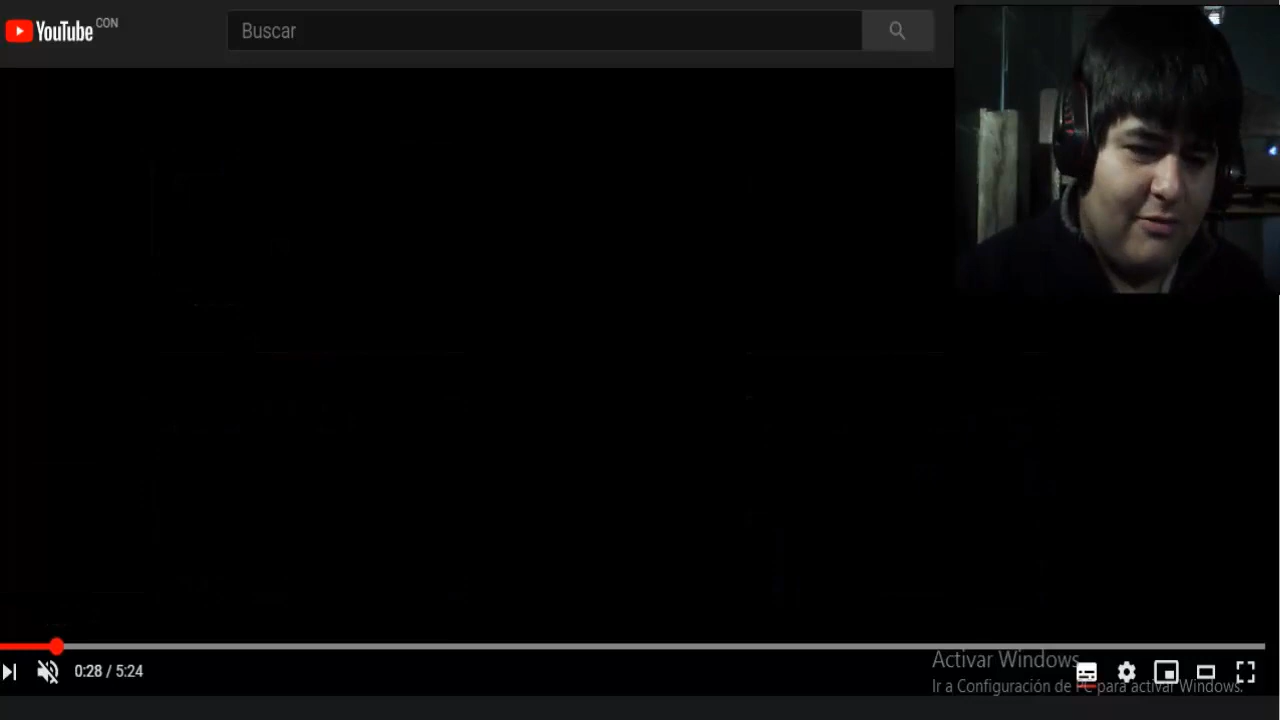 YouTube CON
Buscar
0:28 / 5:24
Activar Windows
Ir a Configuración de PC para activar Windows.